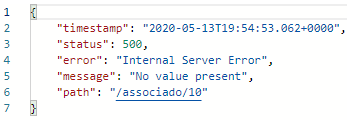 1 {
2 "timestamp": "2020-05-13T19:54:53.062+0000",
3 "status": 500,
4 "error": "Internal Server Error",
5 "message": "No value present",
6 "path": "/associado/10"
7 }